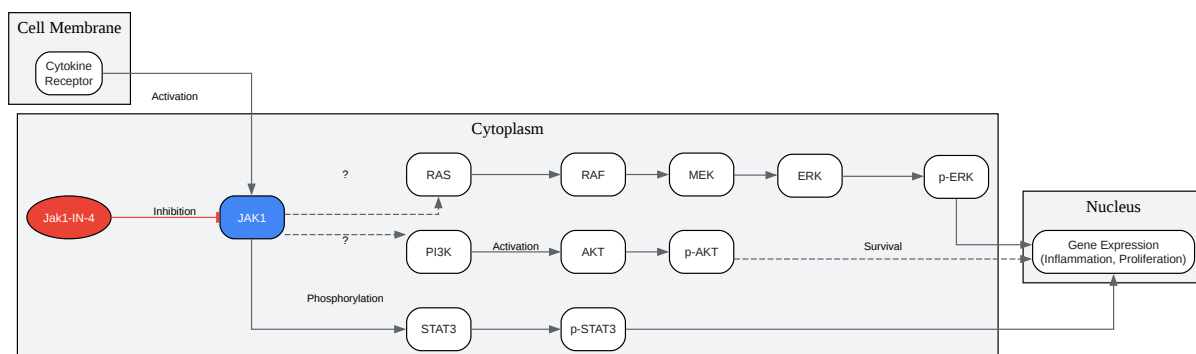 Cell Membrane
Cytokine
Receptor
Activation
Cytoplasm
?
RAS
RAF
MEK
ERK
p-ERK
Jak1-IN-4
Inhibition
JAK1
?
PI3K
Activation
AKT
p-AKT
Survival
Nucleus
Gene Expression
(Inflammation, Proliferation)
Phosphorylation
STAT3
p-STAT3